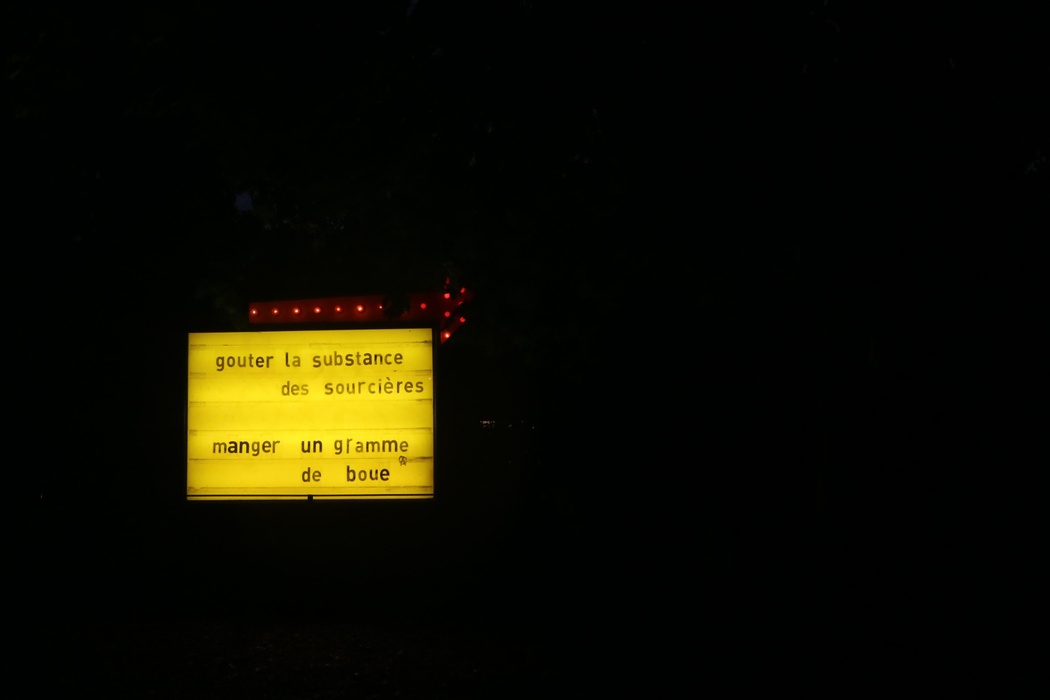 gouter la substance
des sourcières
manger un gramme
de boue